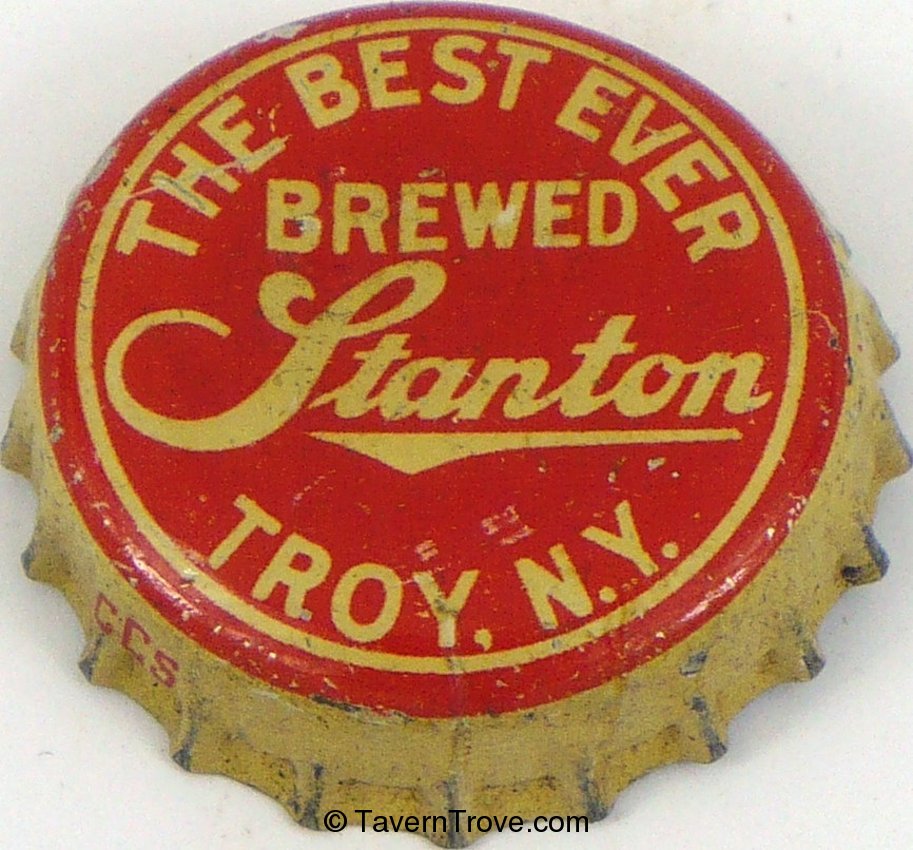 THE BEST EVER
BREWED
Stanton
TROY, N.Y.
CCS
© TavernTrove.com